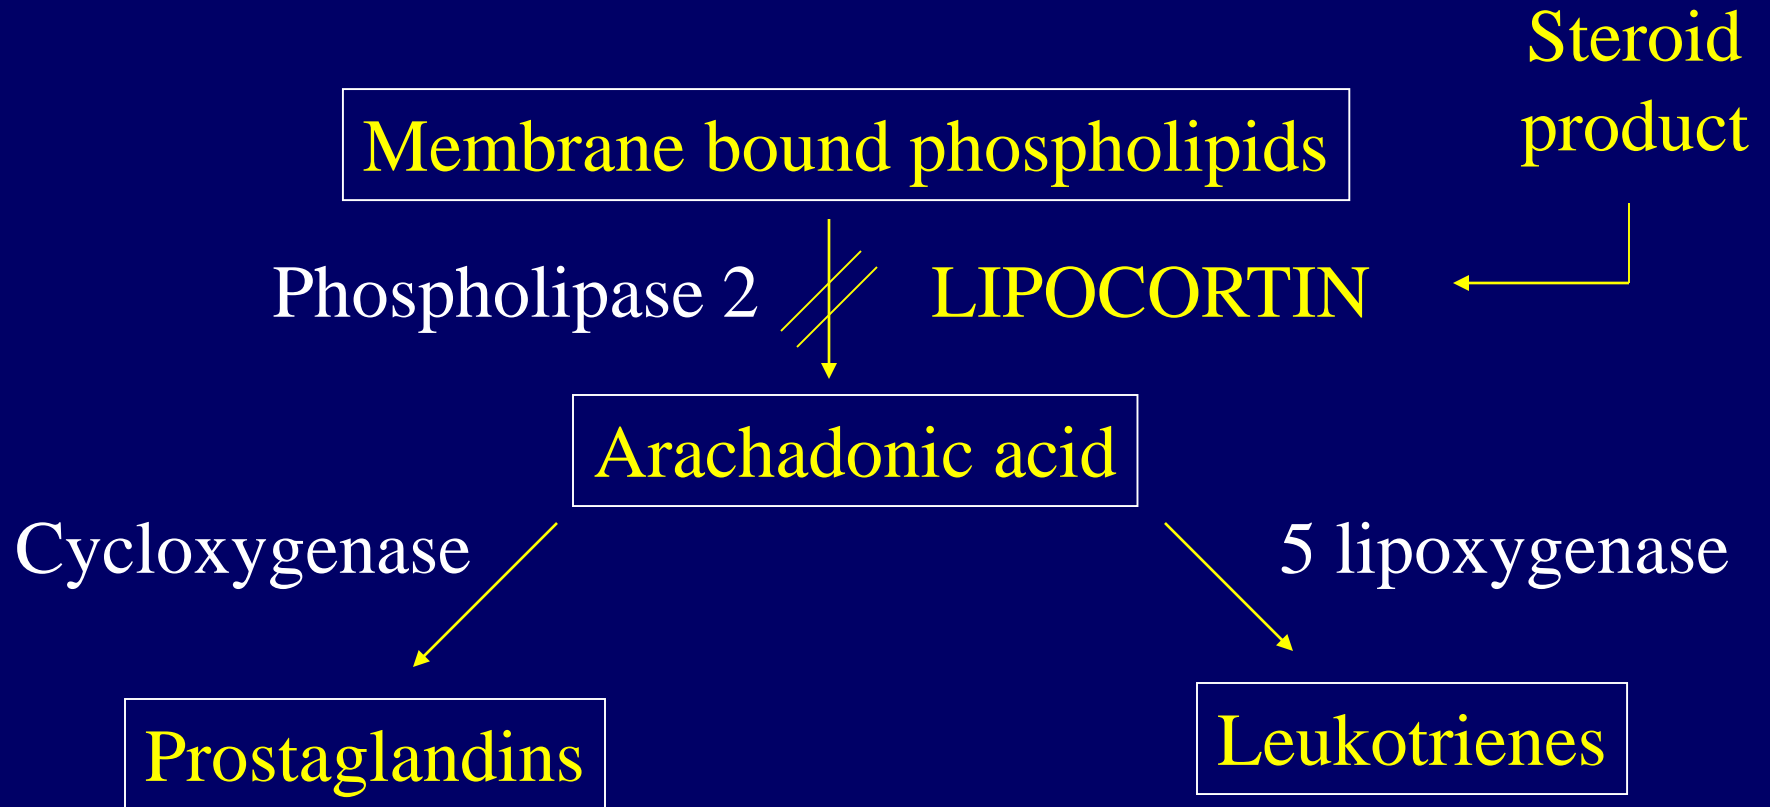 Steroid
product
Membrane bound phospholipids
Phospholipase 2
LIPOCORTIN
Arachadonic acid
Cycloxygenase
5 lipoxygenase
Prostaglandins
Leukotrienes